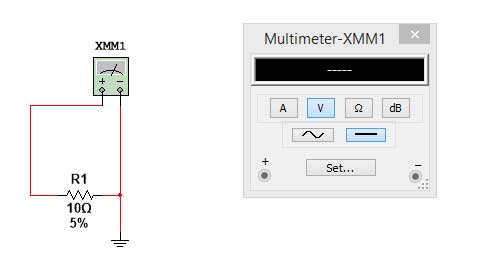 XMM1
+ -
R1
10Ω
5%
Multimeter-XMM1
-----
A V Ω dB
Set...
+ -